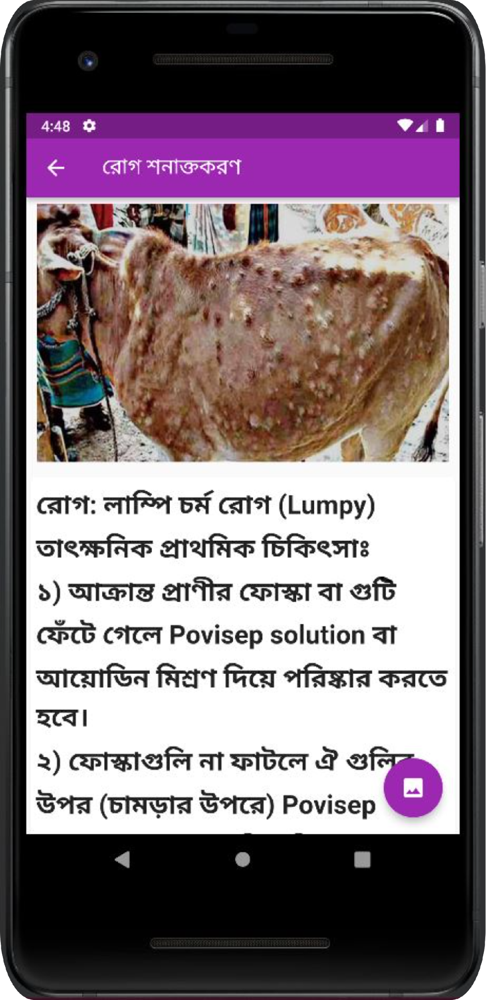 4:48
রোগ শনাক্তকরণ
রোগ: লাম্পি চর্ম রোগ (Lumpy)
তাৎক্ষনিক প্রাথমিক চিকিৎসাঃ
১) আক্রান্ত প্রাণীর ফোস্কা বা গুটি
ফেঁটে গেলে Povisep solution বা
আয়োডিন মিশ্রণ দিয়ে পরিষ্কার করতে
হবে।
২) ফোস্কাগুলি না ফাটলে ঐ
উপর (চামড়ার উপরে) Povisep